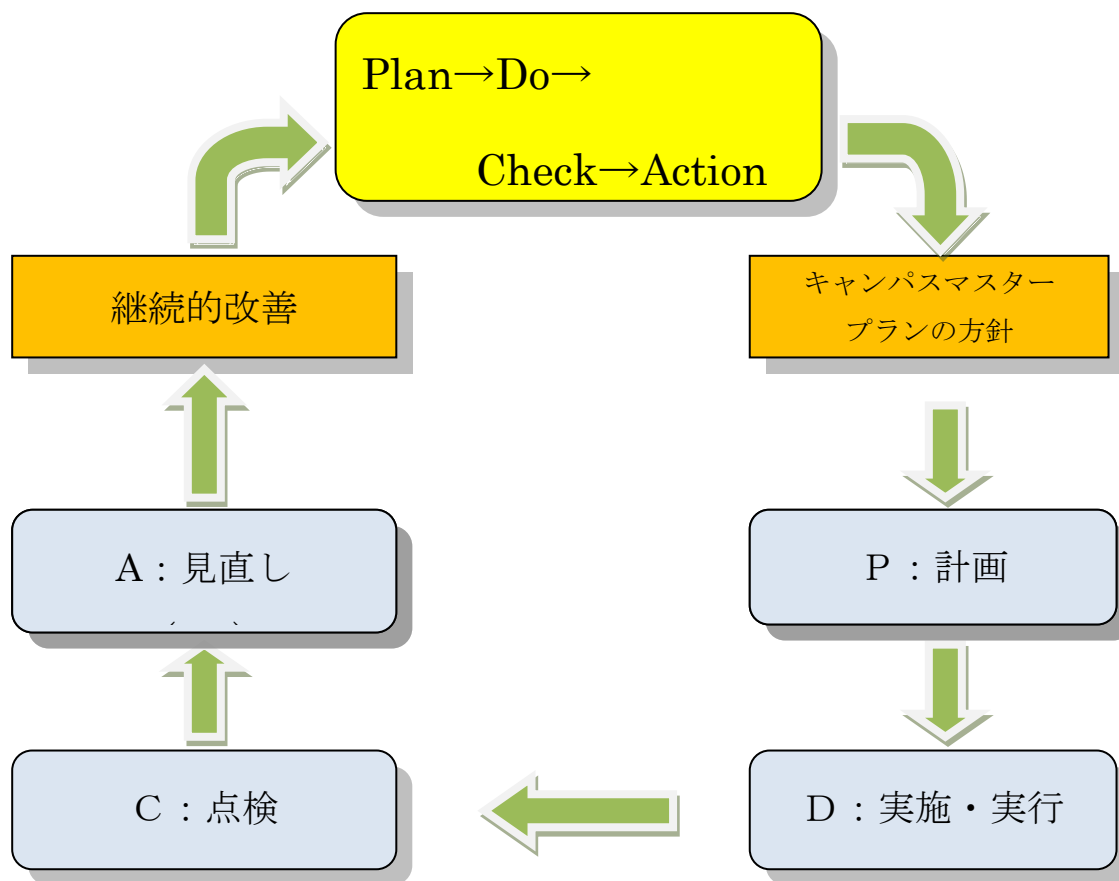 Plan→Do→
Check→Action
継続的改善
キャンパスマスター
プランの方針
A：見直し
P：計画
C：点検
D：実施・実行